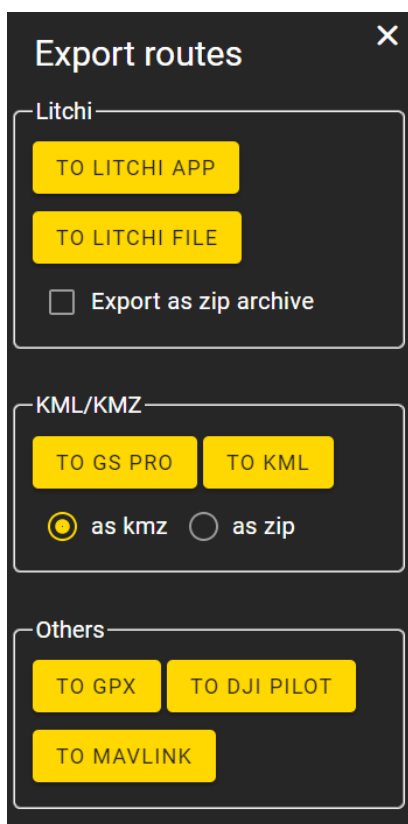 Export routes
Litchi
TO LITCHI APP
TO LITCHI FILE
Export as zip archive
KML/KMZ
TO GS PRO TO KML
as kmz as zip
Others
TO GPX TO DJI PILOT
TO MAVLINK